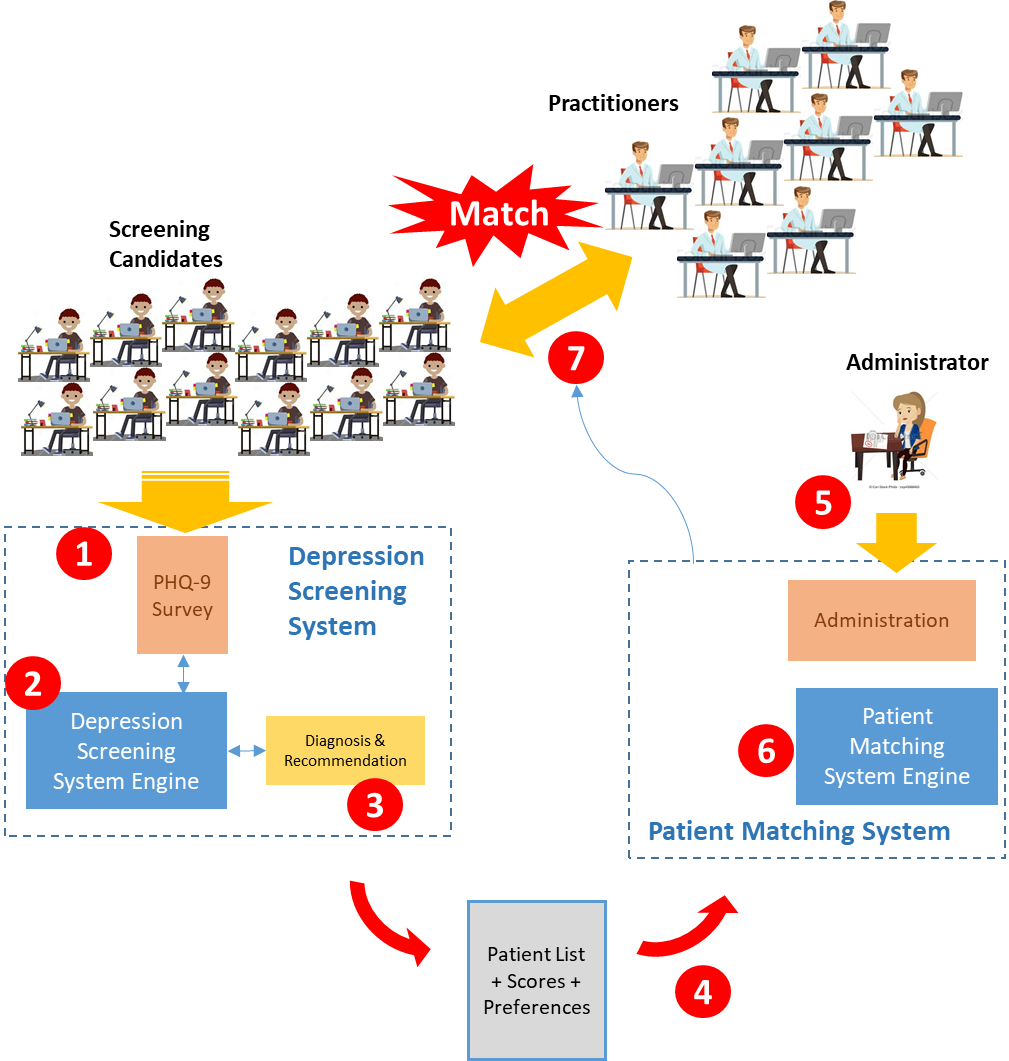 Practitioners
Match
Screening
Candidates
7
Administrator
5
1
PHQ-9
Survey
Depression
Screening
System
2
Depression
Screening
System Engine
Diagnosis &
Recommendation
3
Administration
6
Patient
Matching
System Engine
Patient Matching System
Patient List
+ Scores +
Preferences
4